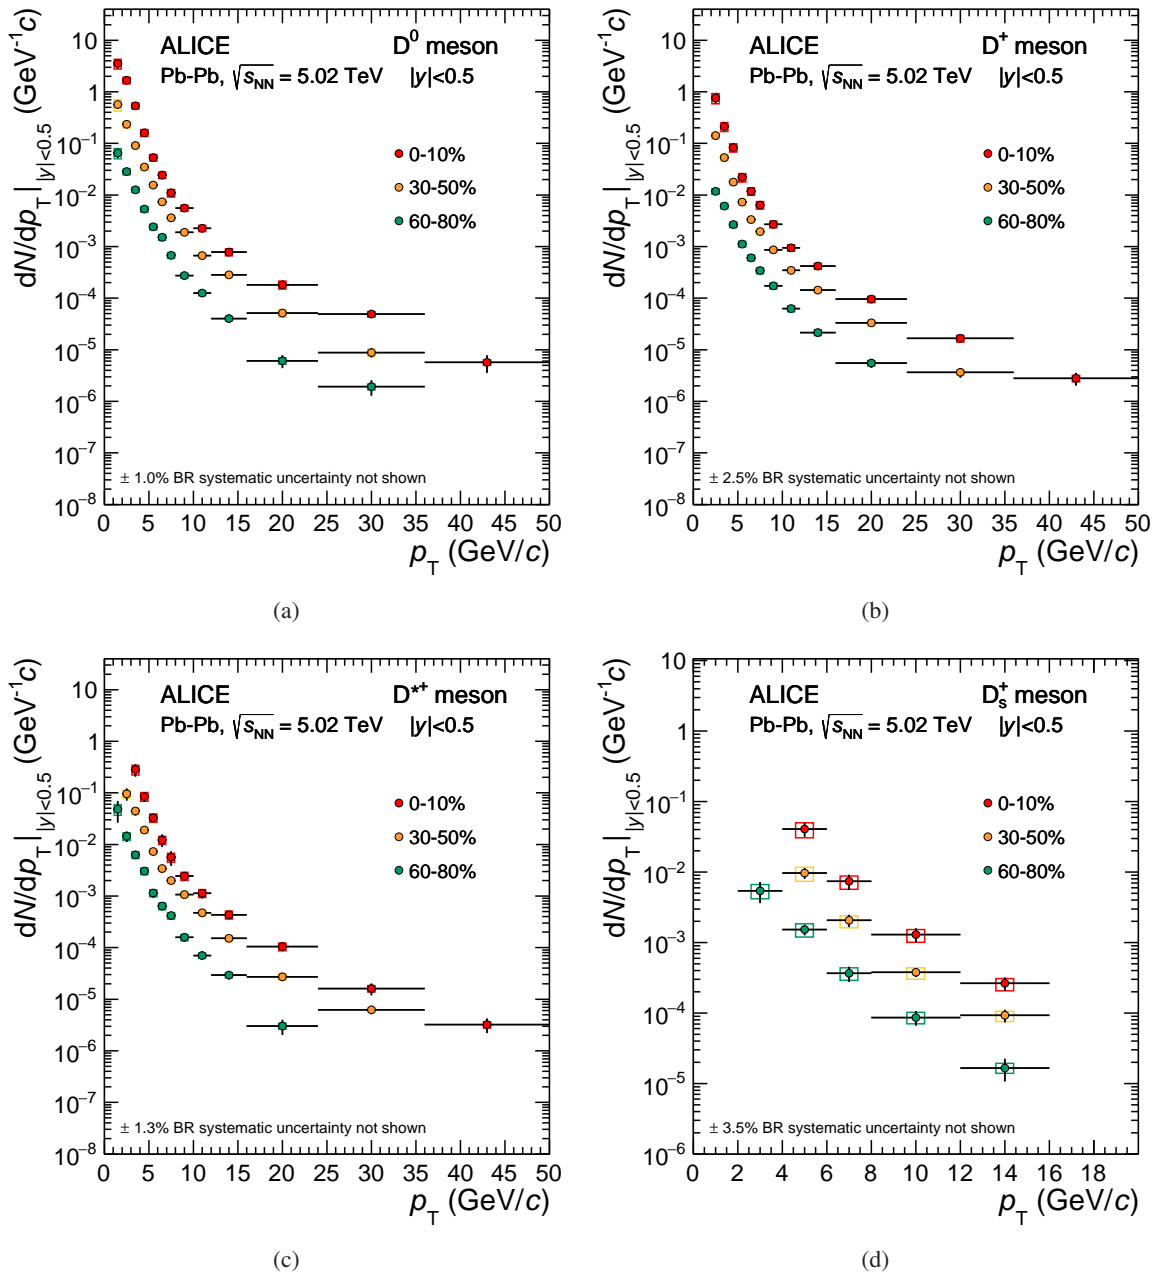 ALICE D⁰ meson
Pb-Pb, √sNN = 5.02 TeV |y|<0.5
0-10%
30-50%
60-80%
± 1.0% BR systematic uncertainty not shown
dN/dpT||y|<0.5 (GeV⁻¹c)
10
1
10⁻¹
10⁻²
10⁻³
10⁻⁴
10⁻⁵
10⁻⁶
10⁻⁷
10⁻⁸
0 5 10 15 20 25 30 35 40 45 50
pT (GeV/c)
(a)
ALICE D⁺ meson
Pb-Pb, √sNN = 5.02 TeV |y|<0.5
0-10%
30-50%
60-80%
± 2.5% BR systematic uncertainty not shown
dN/dpT||y|<0.5 (GeV⁻¹c)
10
1
10⁻¹
10⁻²
10⁻³
10⁻⁴
10⁻⁵
10⁻⁶
10⁻⁷
10⁻⁸
0 5 10 15 20 25 30 35 40 45 50
pT (GeV/c)
(b)
ALICE D*⁺ meson
Pb-Pb, √sNN = 5.02 TeV |y|<0.5
0-10%
30-50%
60-80%
± 1.3% BR systematic uncertainty not shown
dN/dpT||y|<0.5 (GeV⁻¹c)
10
1
10⁻¹
10⁻²
10⁻³
10⁻⁴
10⁻⁵
10⁻⁶
10⁻⁷
10⁻⁸
0 5 10 15 20 25 30 35 40 45 50
pT (GeV/c)
(c)
ALICE Ds⁺ meson
Pb-Pb, √sNN = 5.02 TeV |y|<0.5
0-10%
30-50%
60-80%
± 3.5% BR systematic uncertainty not shown
dN/dpT||y|<0.5 (GeV⁻¹c)
10
1
10⁻¹
10⁻²
10⁻³
10⁻⁴
10⁻⁵
10⁻⁶
0 2 4 6 8 10 12 14 16 18
pT (GeV/c)
(d)